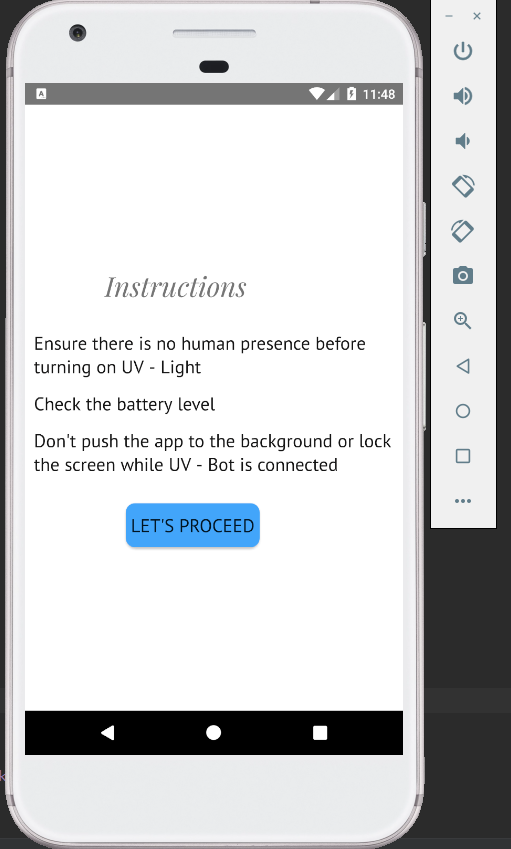 A 11:48
Instructions
Ensure there is no human presence before
turning on UV - Light
Check the battery level
Don't push the app to the background or lock
the screen while UV - Bot is connected
LET'S PROCEED
k